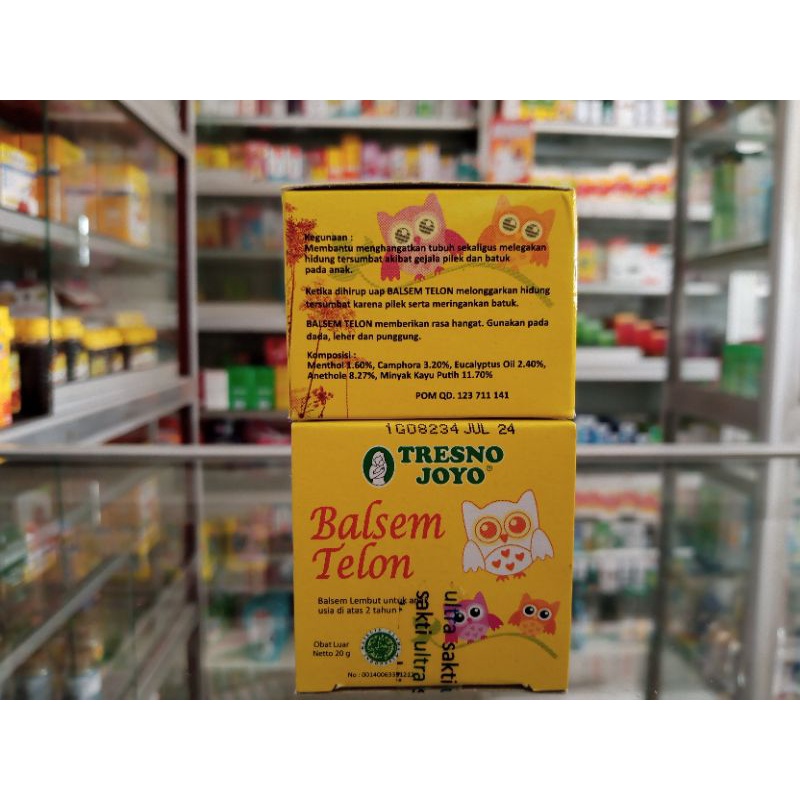 Kegunaan :
Membantu menghangatkan tubuh sekaligus melegakan
hidung tersumbat akibat gejala pilek dan batuk
pada anak.
Ketika dihirup uap BALSEM TELON melonggarkan hidung
tersumbat karena pilek serta meringankan batuk.
BALSEM TELON memberikan rasa hangat. Gunakan pada
dada, leher dan punggung.
Komposisi :
Menthol 1.60%, Camphora 3.20%, Eucalyptus Oil 2.40%,
Anethole 8.27%, Minyak Kayu Putih 11.70%
POM QD. 123 711 141
1G08234 JUL 24
TRESNO
JOYO®
Balsem
Telon
Balsem Lembut untuk
usia di atas 2 tahun
Obat Luar
Netto 20 g
No :
ultra sakti
sakti ultra s